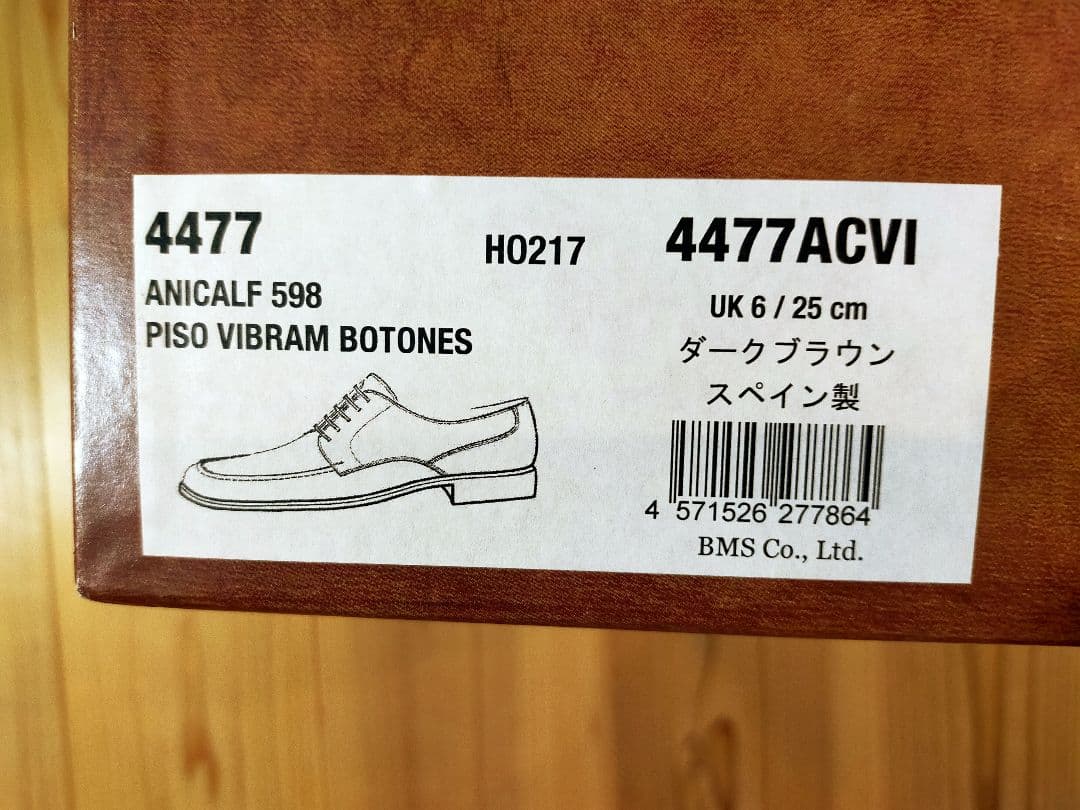 4477
ANICALF 598
PISO VIBRAM BOTONES
HO217
4477ACVI
UK 6 / 25 cm
ダークブラウン
スペイン製
4 571526 277864
BMS Co., Ltd.